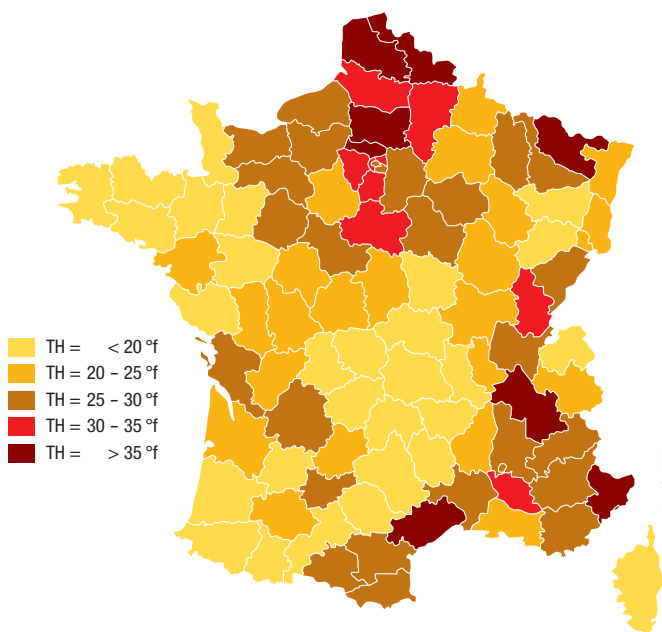 TH = < 20 °f
TH = 20 – 25 °f
TH = 25 – 30 °f
TH = 30 – 35 °f
TH = > 35 °f